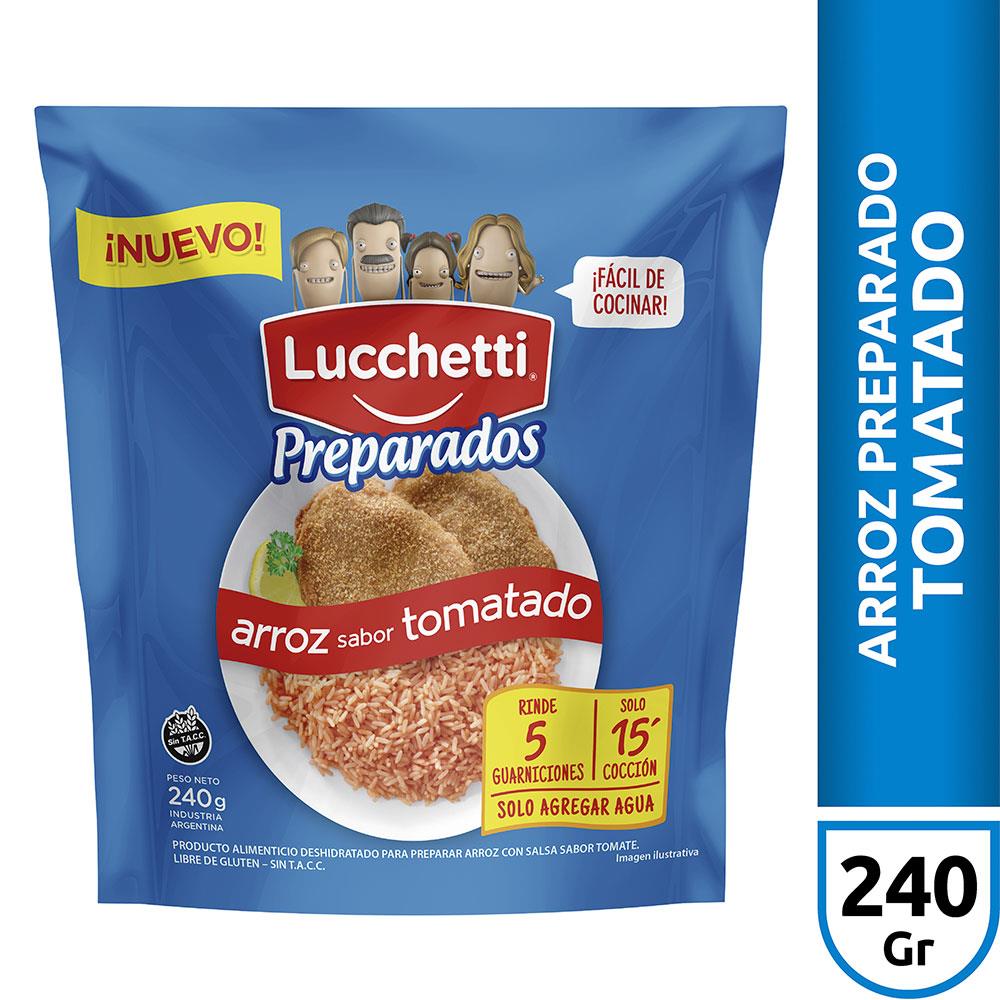 ¡NUEVO!
¡FÁCIL DE
COCINAR!
Lucchetti®
Preparados
arroz sabor tomatado
RINDE
5
GUARNICIONES
SOLO
15´
COCCIÓN
SOLO AGREGAR AGUA
Sin T.A.C.C.
PESO NETO
240g
INDUSTRIA
ARGENTINA
PRODUCTO ALIMENTICIO DESHIDRATADO PARA PREPARAR ARROZ CON SALSA SABOR TOMATE.
LIBRE DE GLUTEN – SIN T.A.C.C.
Imagen ilustrativa
ARROZ PREPARADO
TOMATADO
240
Gr